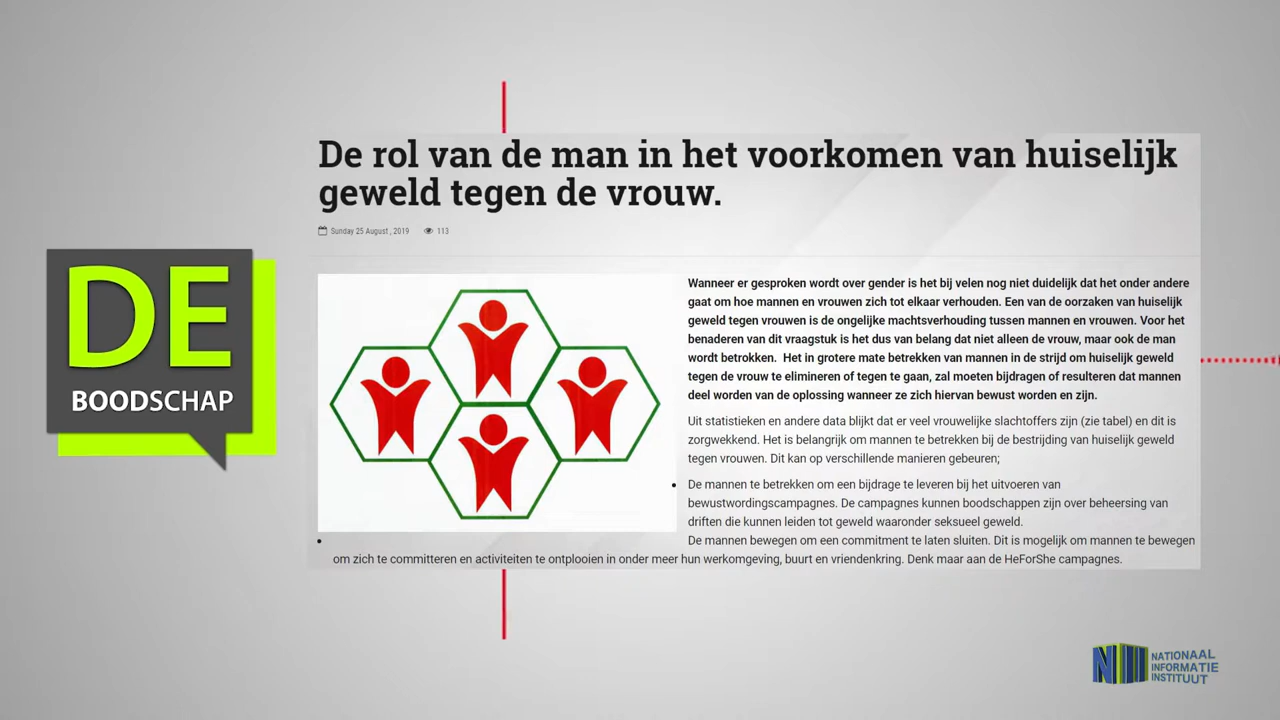 De rol van de man in het voorkomen van huiselijk
geweld tegen de vrouw.
Sunday 25 August , 2019 113
DE
BOODSCHAP
Wanneer er gesproken wordt over gender is het bij velen nog niet duidelijk dat het onder andere
gaat om hoe mannen en vrouwen zich tot elkaar verhouden. Een van de oorzaken van huiselijk
geweld tegen vrouwen is de ongelijke machtsverhouding tussen mannen en vrouwen. Voor het
benaderen van dit vraagstuk is het dus van belang dat niet alleen de vrouw, maar ook de man
wordt betrokken. Het in grotere mate betrekken van mannen in de strijd om huiselijk geweld
tegen de vrouw te elimineren of tegen te gaan, zal moeten bijdragen of resulteren dat mannen
deel worden van de oplossing wanneer ze zich hiervan bewust worden en zijn.
Uit statistieken en andere data blijkt dat er veel vrouwelijke slachtoffers zijn (zie tabel) en dit is
zorgwekkend. Het is belangrijk om mannen te betrekken bij de bestrijding van huiselijk geweld
tegen vrouwen. Dit kan op verschillende manieren gebeuren;
• De mannen te betrekken om een bijdrage te leveren bij het uitvoeren van
bewustwordingscampagnes. De campagnes kunnen boodschappen zijn over beheersing van
driften die kunnen leiden tot geweld waaronder seksueel geweld.
• De mannen bewegen om een commitment te laten sluiten. Dit is mogelijk om mannen te bewegen
om zich te committeren en activiteiten te ontplooien in onder meer hun werkomgeving, buurt en vriendenkring. Denk maar aan de HeForShe campagnes.
NII
NATIONAAL
INFORMATIE
INSTITUUT